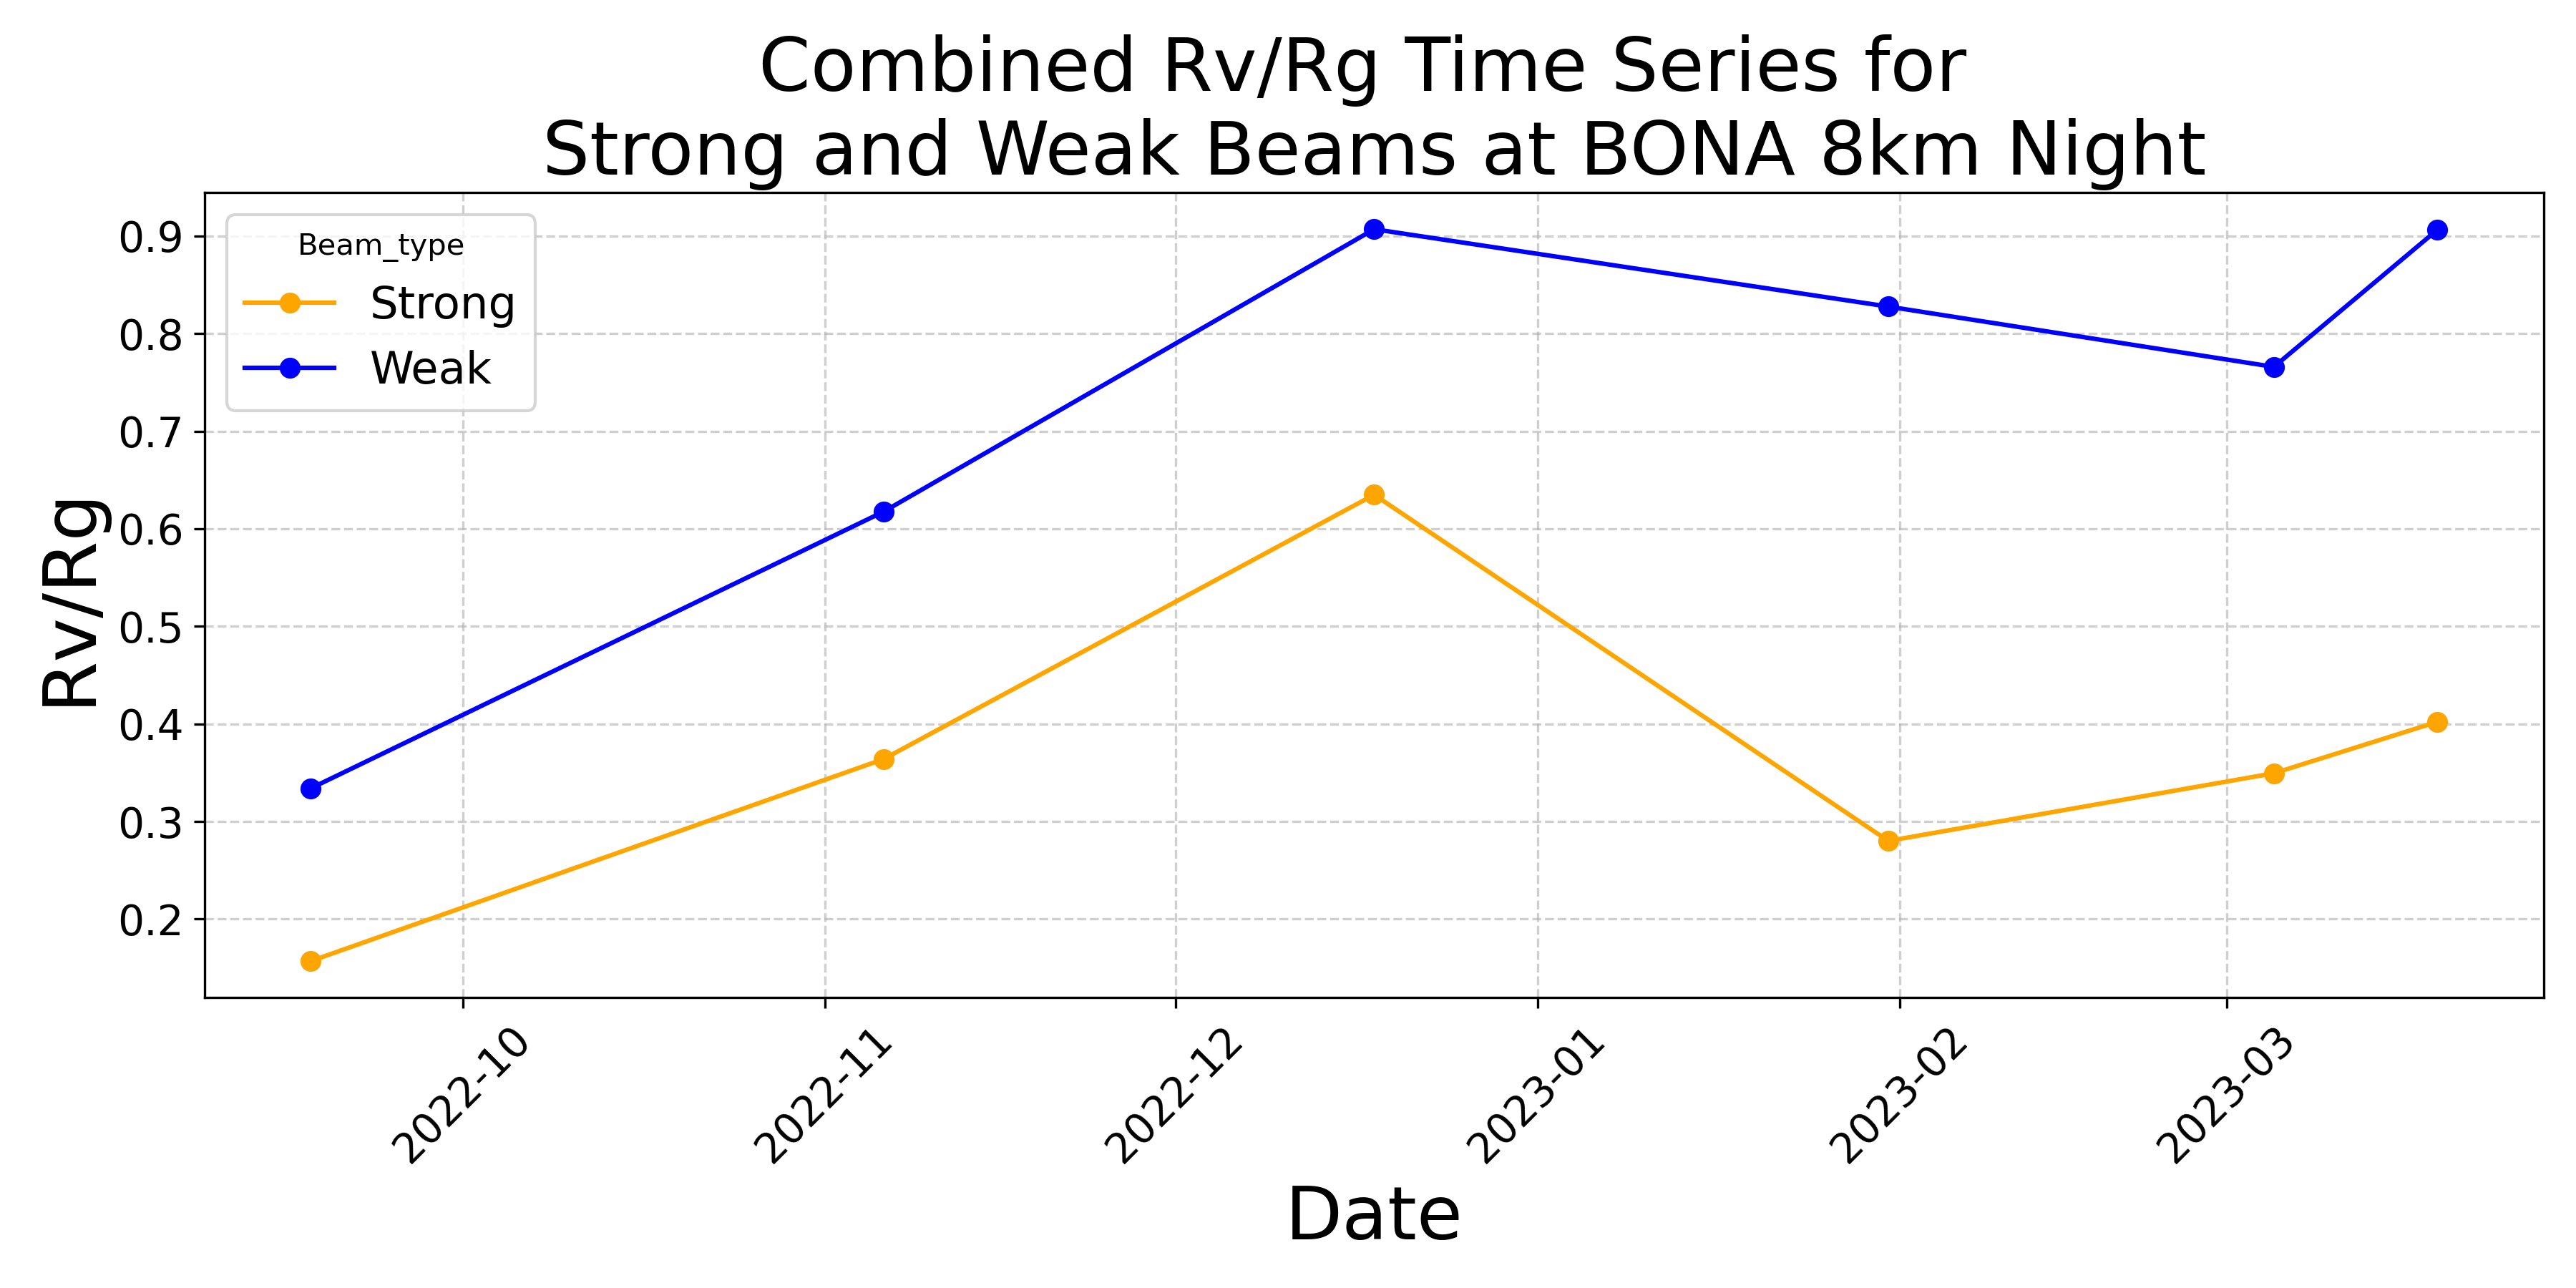 Combined Rv/Rg Time Series for
Strong and Weak Beams at BONA 8km Night
Beam_type
Strong
Weak
Rv/Rg
0.9
0.8
0.7
0.6
0.5
0.4
0.3
0.2
2022-10
2022-11
2022-12
2023-01
2023-02
2023-03
Date